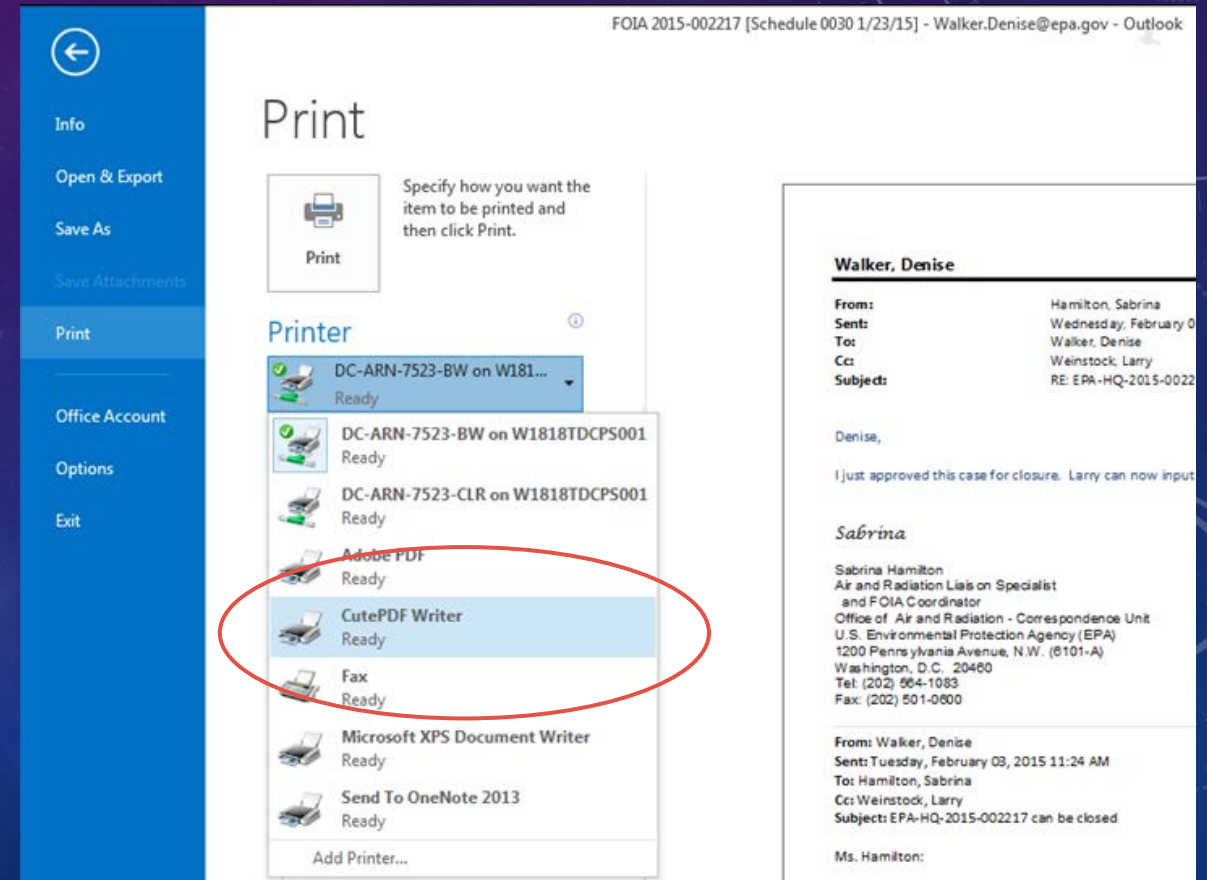 FOIA 2015-002217 [Schedule 0030 1/23/15] - Walker.Denise@epa.gov - Outlook
Info
Open & Export
Save As
Save Attachments
Print
Office Account
Options
Exit
Print
Print
Specify how you want the
item to be printed and
then click Print.
Printer
DC-ARN-7523-BW on W181...
Ready
DC-ARN-7523-BW on W1818TDCPS001
Ready
DC-ARN-7523-CLR on W1818TDCPS001
Ready
Adobe PDF
Ready
CutePDF Writer
Ready
Fax
Ready
Microsoft XPS Document Writer
Ready
Send To OneNote 2013
Ready
Add Printer...
Walker, Denise
From: Hamilton, Sabrina
Sent: Wednesday, February 0
To: Walker, Denise
Cc: Weinstock, Larry
Subject: RE: EPA-HQ-2015-0022
Denise,
I just approved this case for closure. Larry can now input
Sabrina
Sabrina Hamilton
Air and Radiation Liaison Specialist
and FOIA Coordinator
Office of Air and Radiation - Correspondence Unit
U.S. Environmental Protection Agency (EPA)
1200 Pennsylvania Avenue, N.W. (6101-A)
Washington, D.C. 20460
Tel: (202) 564-1083
Fax: (202) 501-0600
From: Walker, Denise
Sent: Tuesday, February 03, 2015 11:24 AM
To: Hamilton, Sabrina
Cc: Weinstock, Larry
Subject: EPA-HQ-2015-002217 can be closed
Ms. Hamilton: